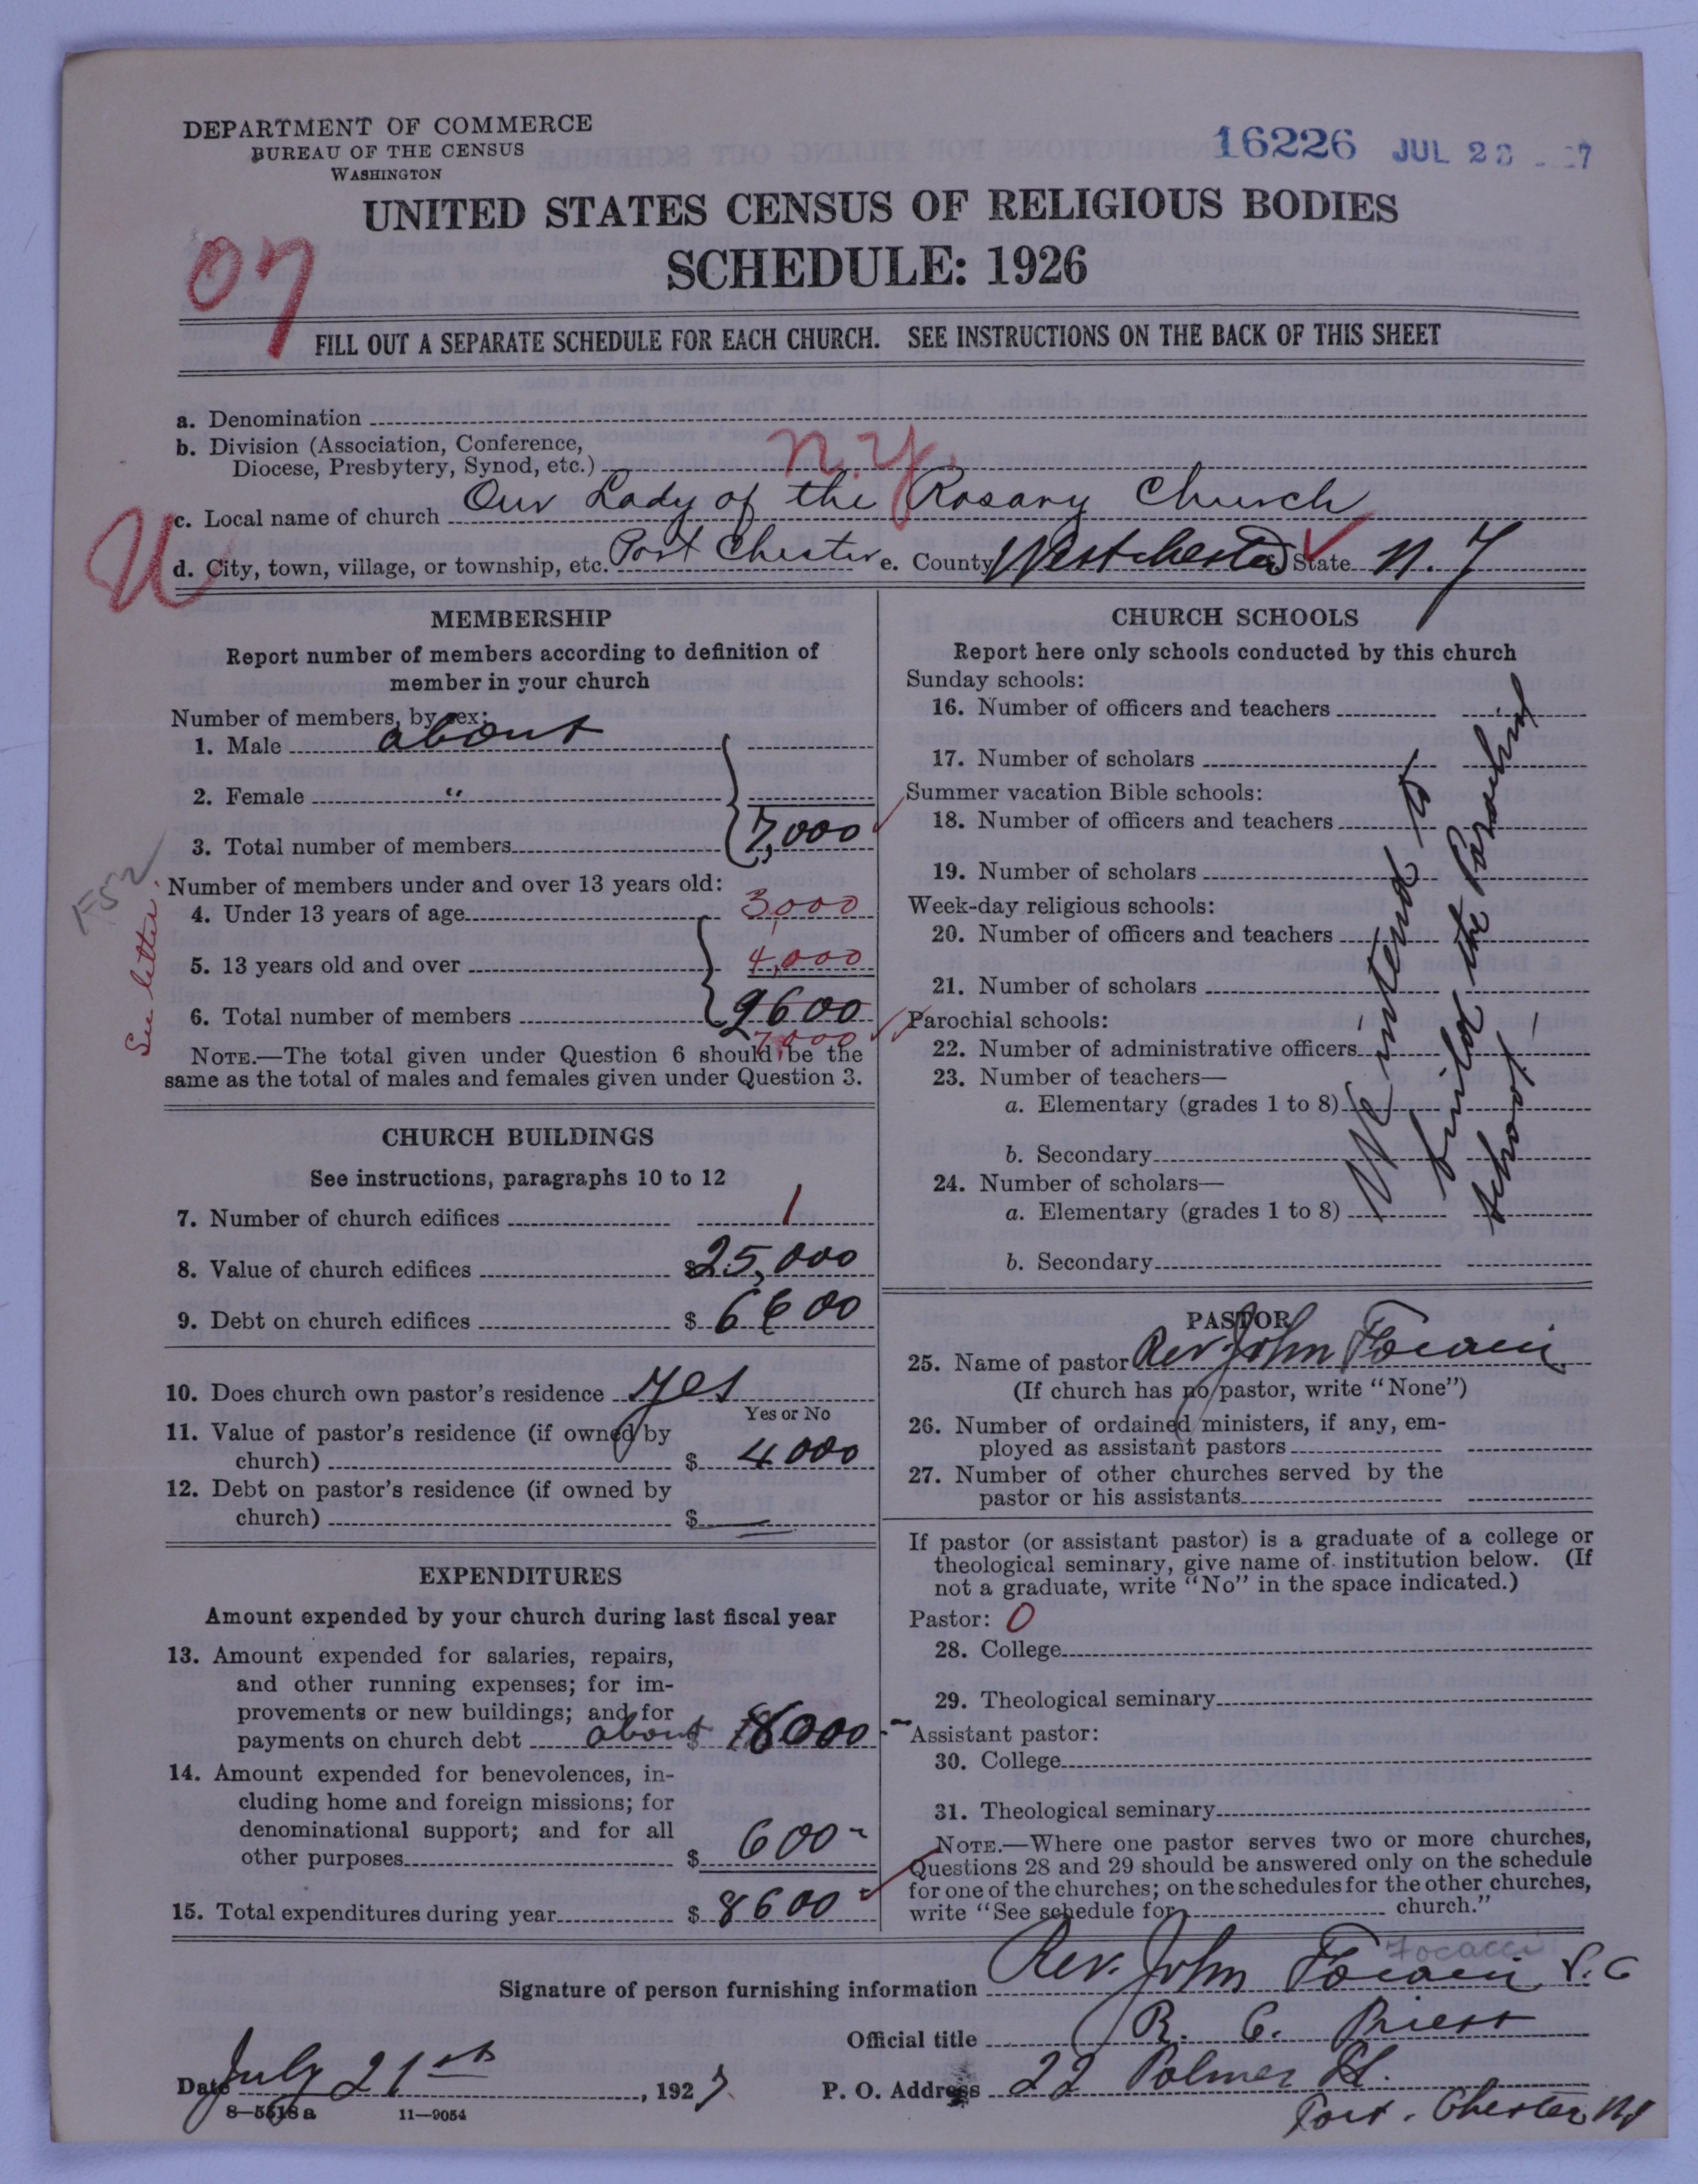 DEPARTMENT OF COMMERCE
BUREAU OF THE CENSUS
WASHINGTON
16226 JUL 23 27
UNITED STATES CENSUS OF RELIGIOUS BODIES
SCHEDULE: 1926
FILL OUT A SEPARATE SCHEDULE FOR EACH CHURCH. SEE INSTRUCTIONS ON THE BACK OF THIS SHEET
a. Denomination
b. Division (Association, Conference,
Diocese, Presbytery, Synod, etc.) N.Y.
c. Local name of church Our Lady of the Rosary Church
d. City, town, village, or township, etc. Port Chester e. County Westchester State N.Y
MEMBERSHIP
Report number of members according to definition of
member in your church
Number of members, by sex:
1. Male about
2. Female "
3. Total number of members 7,000
Number of members under and over 13 years old:
4. Under 13 years of age 3000
5. 13 years old and over 4,000
6. Total number of members 9600
7,000
See letter.
NOTE.—The total given under Question 6 should be the
same as the total of males and females given under Question 3.
CHURCH BUILDINGS
See instructions, paragraphs 10 to 12
7. Number of church edifices 1
8. Value of church edifices $25,000
9. Debt on church edifices $ 6600
10. Does church own pastor's residence yes
Yes or No
11. Value of pastor's residence (if owned by
church) $ 4000
12. Debt on pastor's residence (if owned by
church) $ —
EXPENDITURES
Amount expended by your church during last fiscal year
13. Amount expended for salaries, repairs,
and other running expenses; for im-
provements or new buildings; and for
payments on church debt about $ 8000-
14. Amount expended for benevolences, in-
cluding home and foreign missions; for
denominational support; and for all
other purposes $ 600-
15. Total expenditures during year $ 8600-
CHURCH SCHOOLS
Report here only schools conducted by this church
Sunday schools:
16. Number of officers and teachers
17. Number of scholars
Summer vacation Bible schools:
18. Number of officers and teachers
19. Number of scholars
Week-day religious schools:
20. Number of officers and teachers
21. Number of scholars
Parochial schools:
22. Number of administrative officers
23. Number of teachers—
a. Elementary (grades 1 to 8)
b. Secondary
24. Number of scholars—
a. Elementary (grades 1 to 8)
b. Secondary
We intend to
build the Parochial
school
PASTOR
25. Name of pastor Rev. John Focacci
(If church has no pastor, write "None")
26. Number of ordained ministers, if any, em-
ployed as assistant pastors
27. Number of other churches served by the
pastor or his assistants
If pastor (or assistant pastor) is a graduate of a college or
theological seminary, give name of institution below. (If
not a graduate, write "No" in the space indicated.)
Pastor: 0
28. College
29. Theological seminary
Assistant pastor:
30. College
31. Theological seminary
NOTE.—Where one pastor serves two or more churches,
Questions 28 and 29 should be answered only on the schedule
for one of the churches; on the schedules for the other churches,
write "See schedule for church."
Focacci
Signature of person furnishing information Rev. John Focacci S.C
Official title R. C. Priest
Date July 21st, 1927 P. O. Address 22 Palmer St.
Port. Chester NY
8—5518a 11—9054